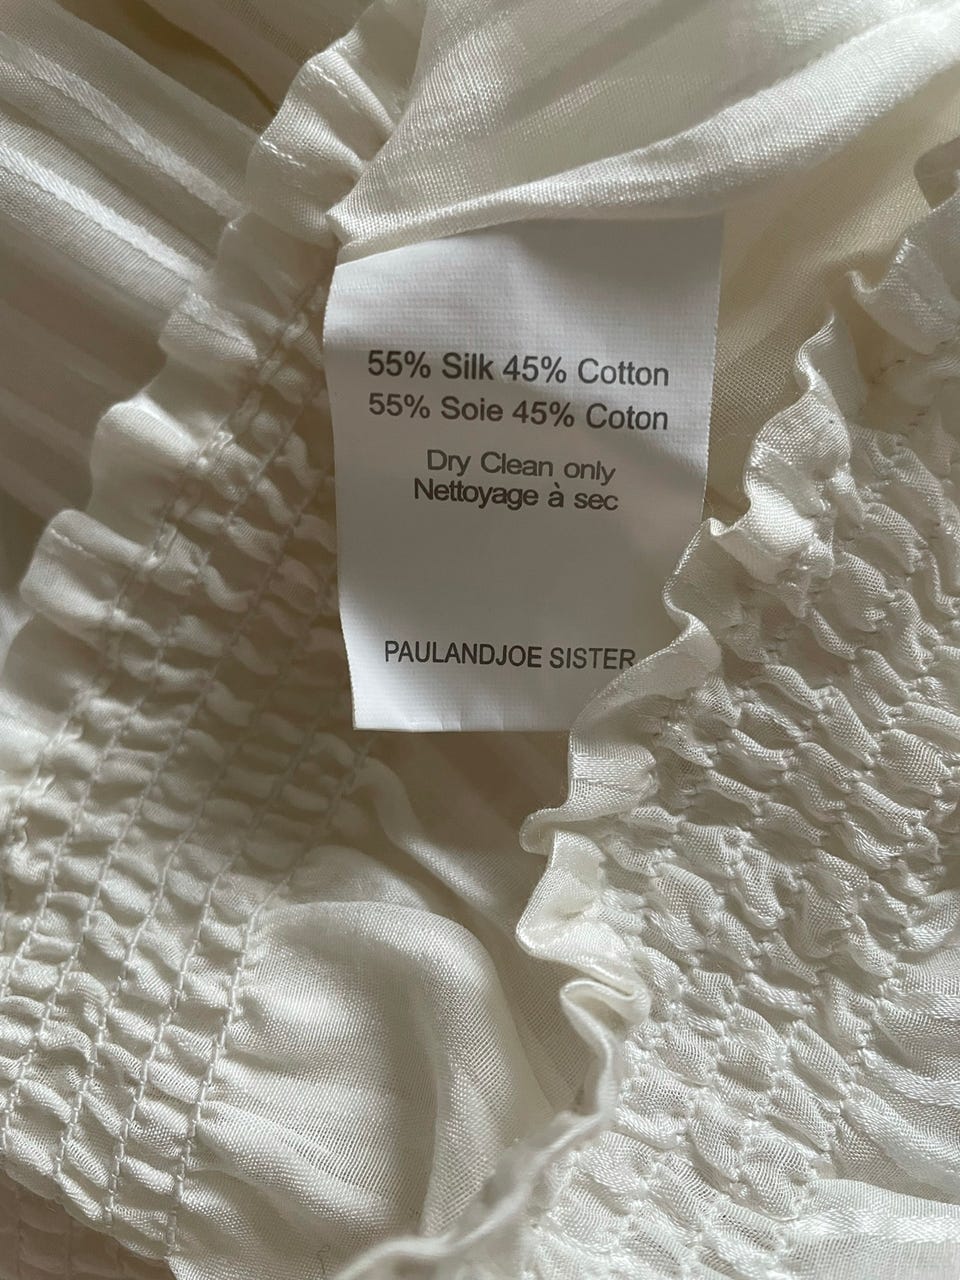 55% Silk 45% Cotton
55% Soie 45% Coton
Dry Clean only
Nettoyage à sec
PAULANDJOE SISTER